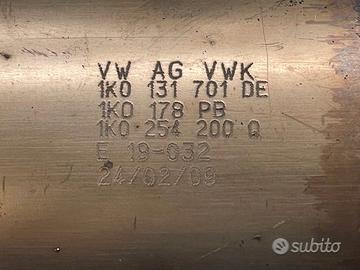 VW AG VWK
1K0 131 701 DE
1K0 178 PB
1K0 254 200 Q
E 19-032
24/02/09
subito